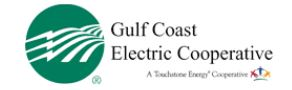 Gulf Coast
Electric Cooperative
A Touchstone Energy® Cooperative
®